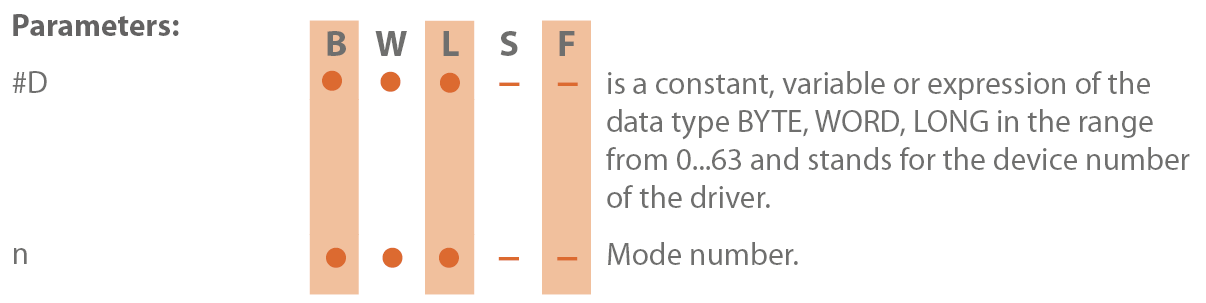 Parameters:
B W L S F
#D ● ● ● – – is a constant, variable or expression of the
data type BYTE, WORD, LONG in the range
from 0...63 and stands for the device number
of the driver.
n ● ● ● – – Mode number.